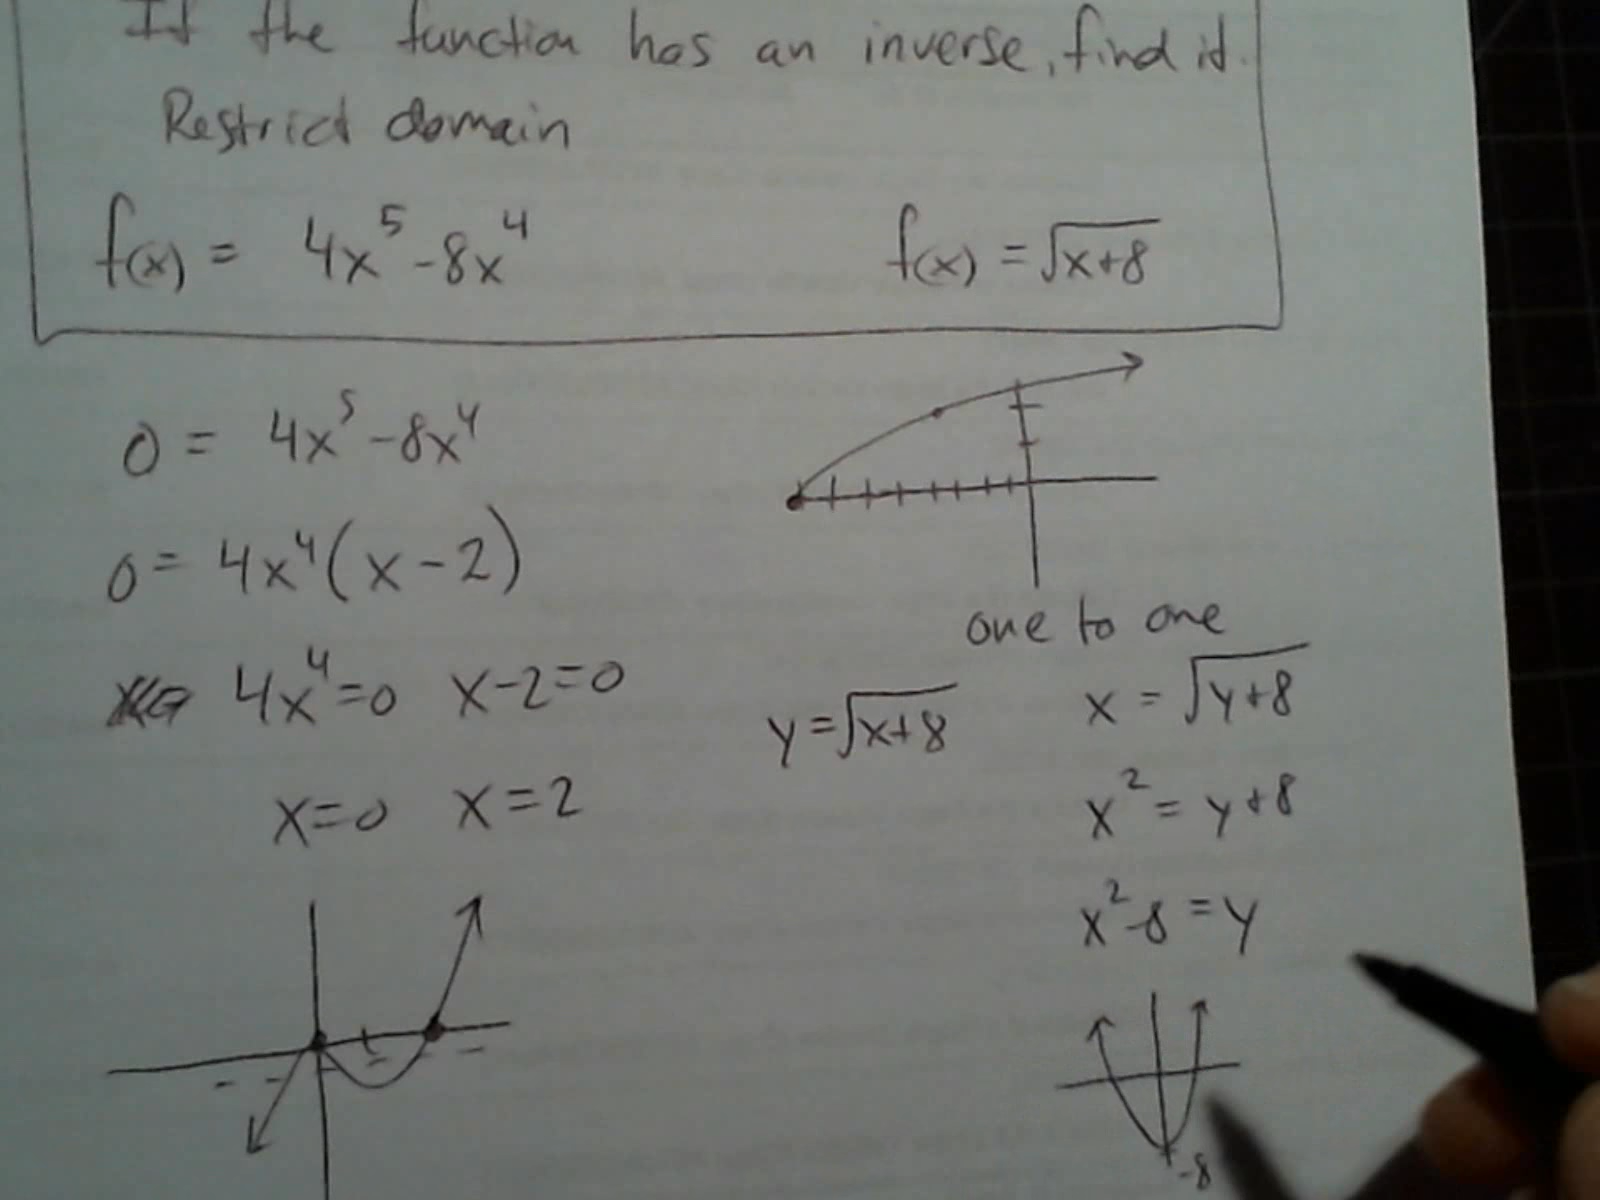 If the function has an inverse, find it.
Restrict domain
f(x) = 4x⁵ - 8x⁴
f(x) = √(x+8)
0 = 4x⁵ - 8x⁴
0 = 4x⁴(x - 2)
4x⁴=0 x-2=0
x=0 x=2
one to one
y=√(x+8)
x = √(y+8)
x² = y+8
x²-8 = y
-8